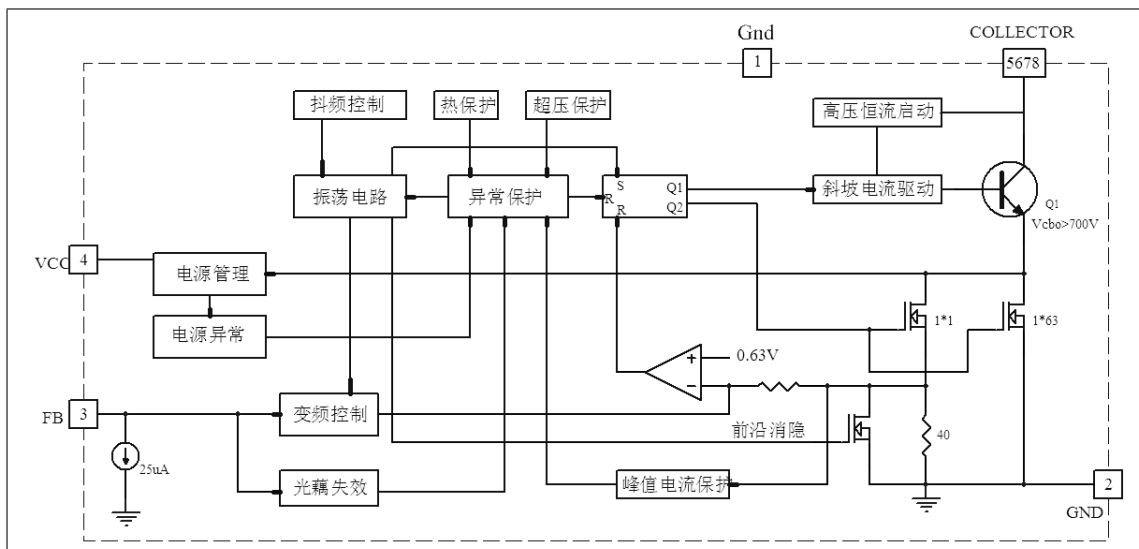 Gnd
COLLECTOR
1
5678
抖频控制
热保护
超压保护
高压恒流启动
振荡电路
异常保护
S
R
R
Q1
Q2
斜坡电流驱动
Q1
Vcbo>700V
VCC
4
电源管理
电源异常
1*1
1*63
0.63V
+
−
FB
3
变频控制
前沿消隐
40
25uA
光藕失效
峰值电流保护
2
GND